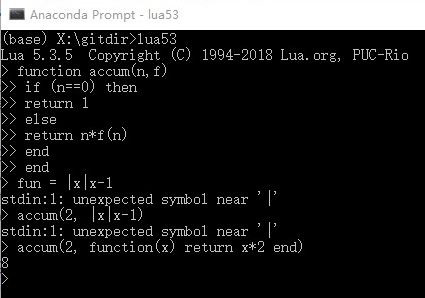 Anaconda Prompt - lua53
(base) X:\gitdir>lua53
Lua 5.3.5  Copyright (C) 1994-2018 Lua.org, PUC-Rio
> function accum(n,f)
>> if (n==0) then
>> return 1
>> else
>> return n*f(n)
>> end
>> end
> fun = |x|x-1
stdin:1: unexpected symbol near '|'
> accum(2, |x|x-1)
stdin:1: unexpected symbol near '|'
> accum(2, function(x) return x*2 end)
8
>